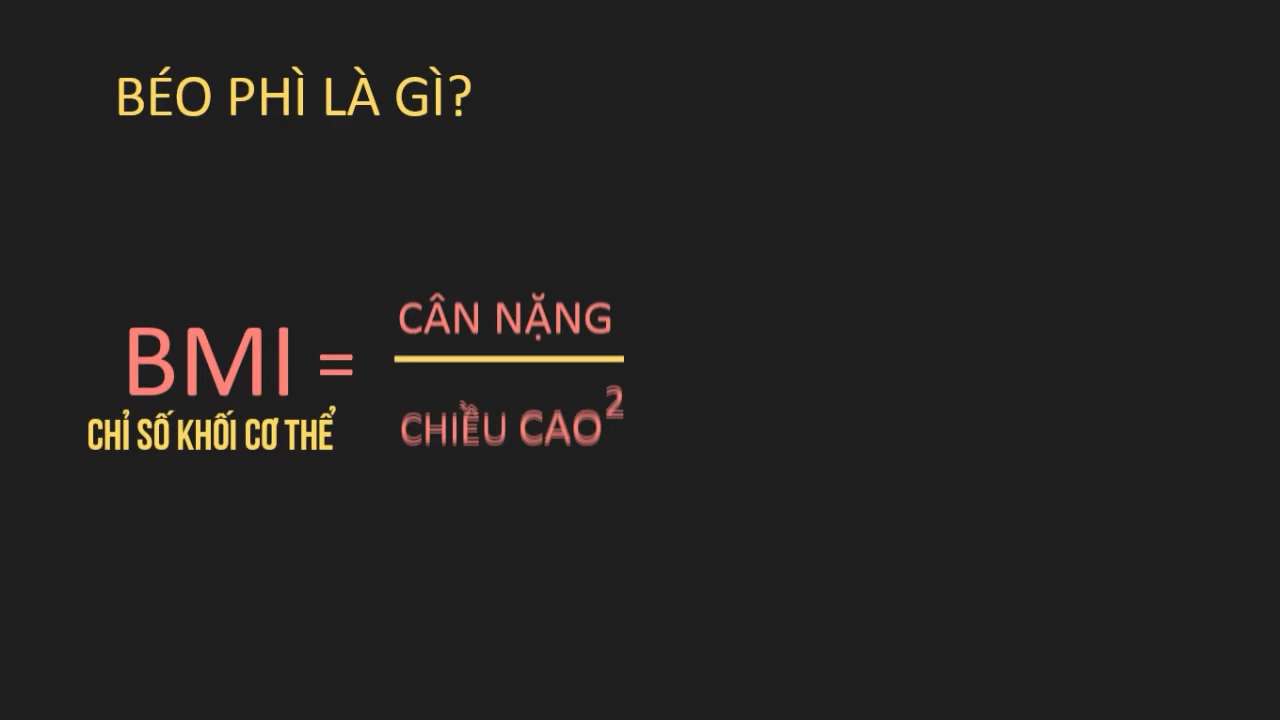 BÉO PHÌ LÀ GÌ?
CÂN NẶNG
BMI =
CHỈ SỐ KHỐI CƠ THỂ
CHIỀU CAO2